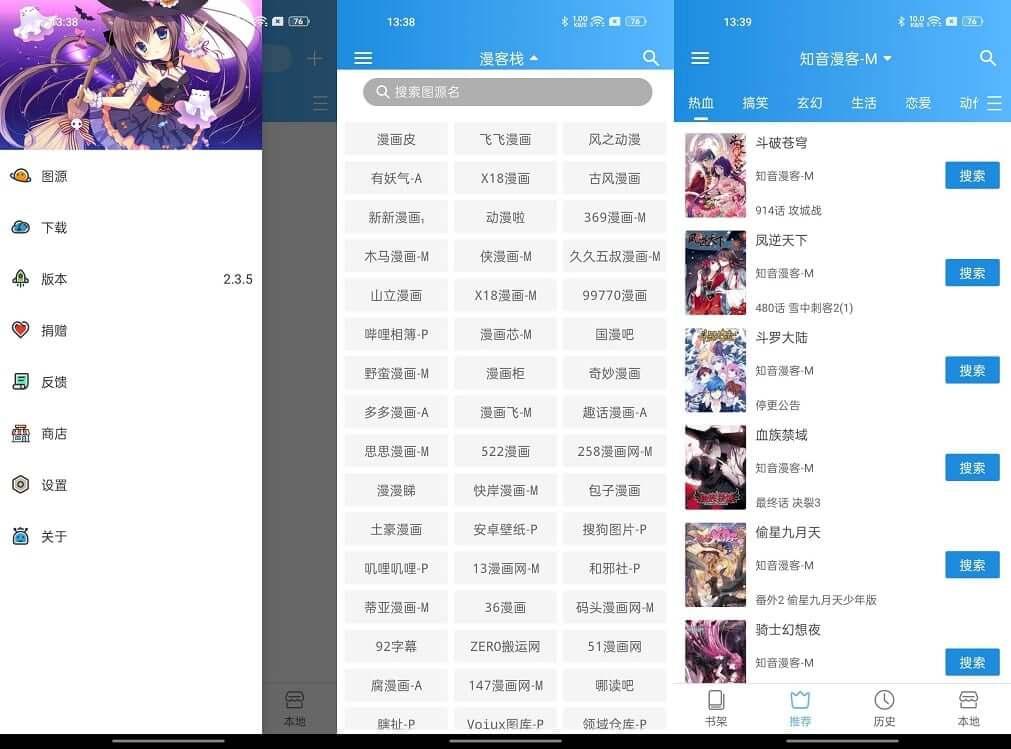 13:38
76
图源
下载
版本
2.3.5
捐赠
反馈
商店
设置
关于
本地
13:38
1.00
KB/S
76
漫客栈
搜索图源名
漫画皮
飞飞漫画
风之动漫
有妖气-A
X18漫画
古风漫画
新新漫画
动漫啦
369漫画-M
木马漫画-M
侠漫画-M
久久五叔漫画-M
山立漫画
X18漫画-M
99770漫画
哔哩相簿-P
漫画芯-M
国漫吧
野蛮漫画-M
漫画柜
奇妙漫画
多多漫画-A
漫画飞-M
趣话漫画-A
思思漫画-M
522漫画
258漫画网-M
漫漫睇
快岸漫画-M
包子漫画
土豪漫画
安卓壁纸-P
搜狗图片-P
叽哩叽哩-P
13漫画网-M
和邪社-P
蒂亚漫画-M
36漫画
码头漫画网-M
92字幕
ZERO搬运网
51漫画网
腐漫画-A
147漫画网-M
哪读吧
瞎扯-P
Voiux图库-P
领域仓库-P
13:39
10.0
KB/S
76
知音漫客-M
热血
搞笑
玄幻
生活
恋爱
斗破苍穹
知音漫客-M
914话 攻城战
搜索
凤逆天下
知音漫客-M
480话 雪中刺客2(1)
搜索
斗罗大陆
知音漫客-M
停更公告
搜索
血族禁域
知音漫客-M
最终话 决裂3
搜索
偷星九月天
知音漫客-M
番外2 偷星九月天少年版
搜索
骑士幻想夜
知音漫客-M
搜索
书架
推荐
历史
本地